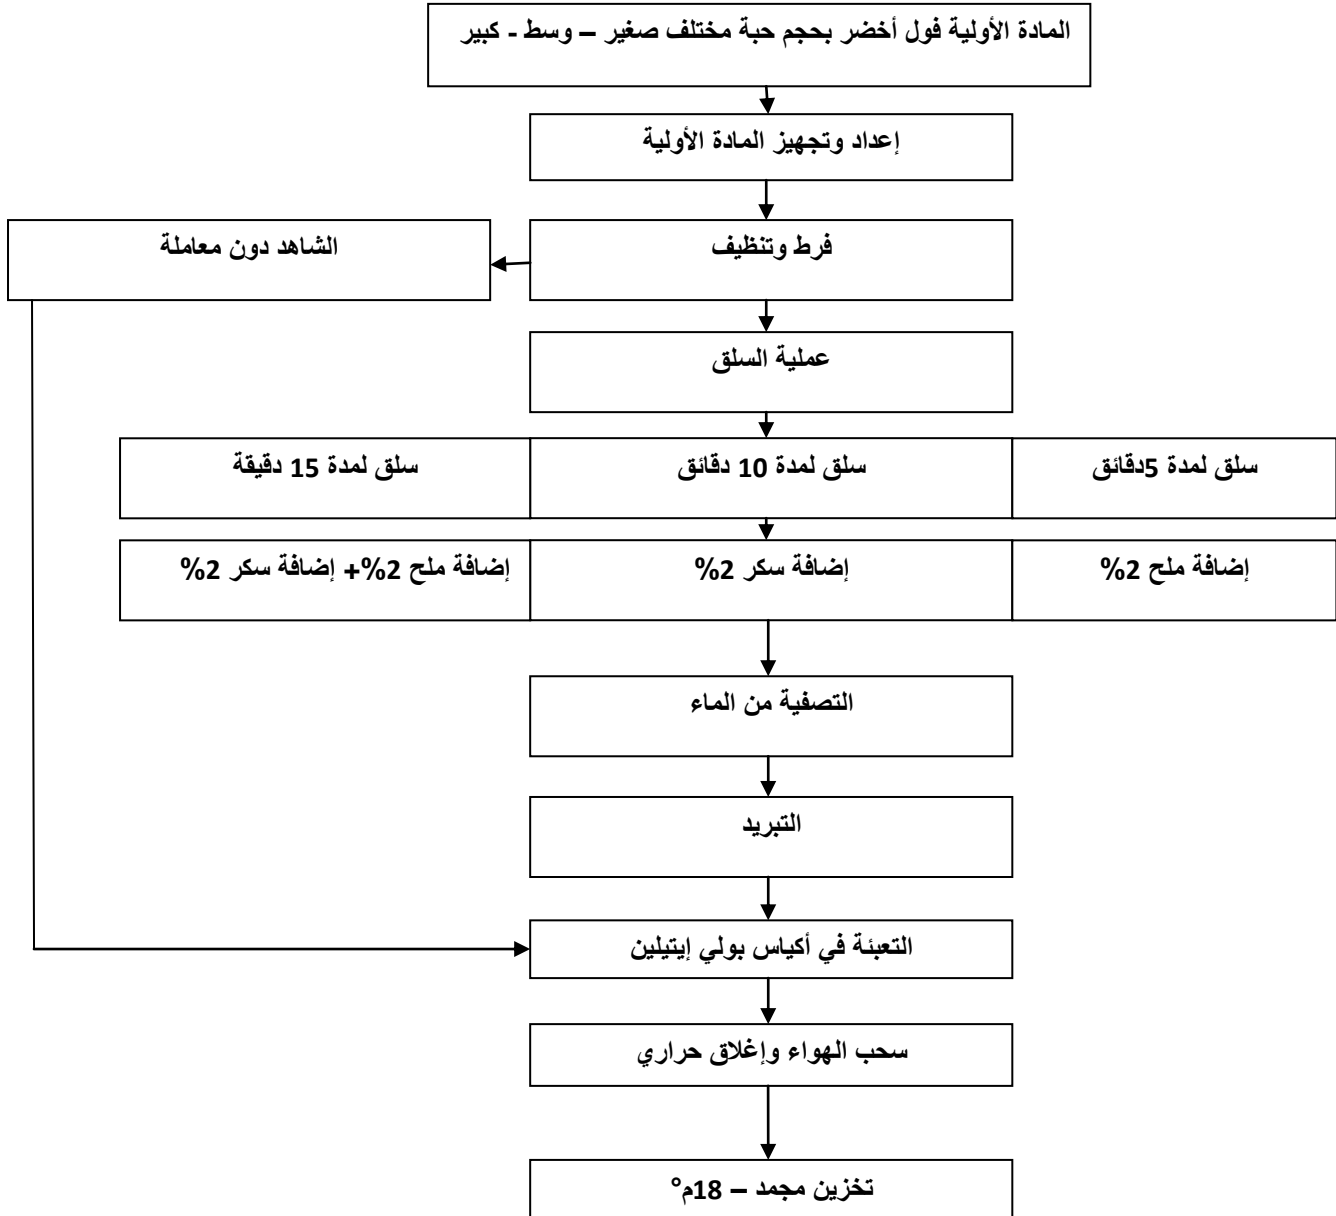 المادة الأولية فول أخضر بحجم حبة مختلف صغير – وسط - كبير
إعداد وتجهيز المادة الأولية
فرط وتنظيف
الشاهد دون معاملة
عملية السلق
سلق لمدة 5دقائق
سلق لمدة 10 دقائق
سلق لمدة 15 دقيقة
إضافة ملح 2%
إضافة سكر 2%
إضافة ملح 2%+ إضافة سكر 2%
التصفية من الماء
التبريد
التعبئة في أكياس بولي إيتيلين
سحب الهواء وإغلاق حراري
تخزين مجمد – 18م°